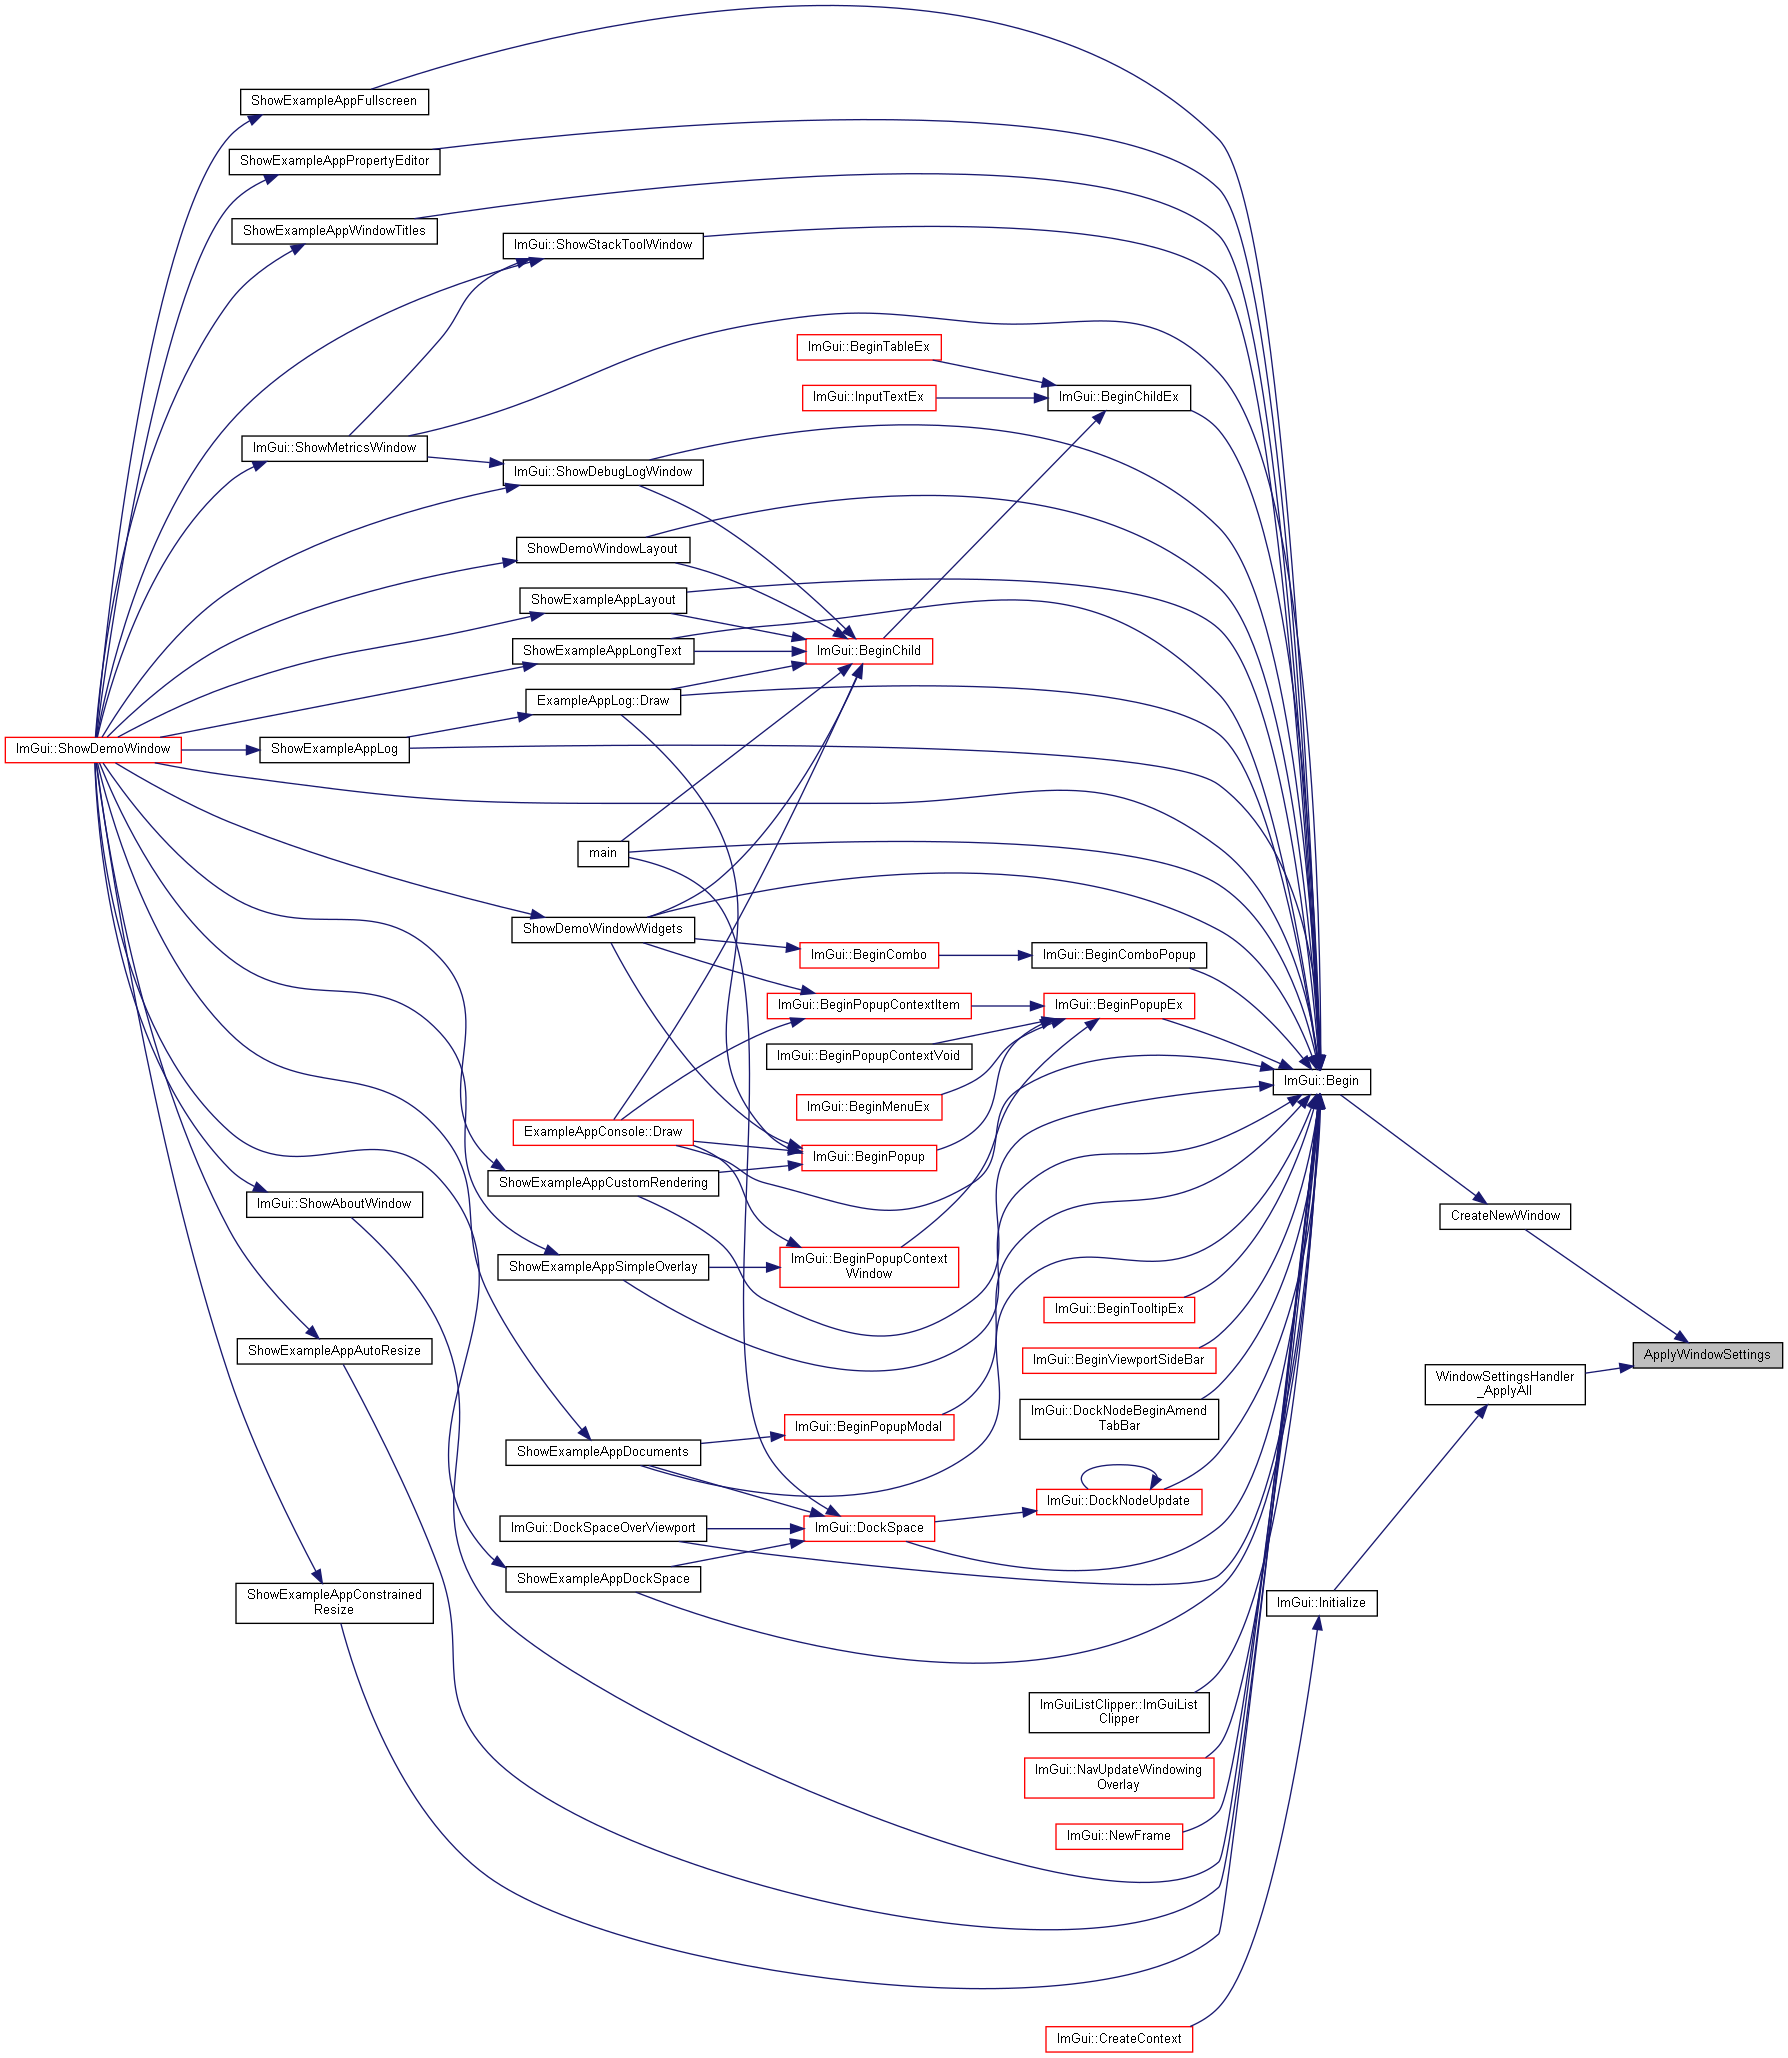 ShowExampleAppFullscreen
ShowExampleAppPropertyEditor
ShowExampleAppWindowTitles
ImGui::ShowStackToolWindow
ImGui::BeginTableEx
ImGui::InputTextEx
ImGui::BeginChildEx
ImGui::ShowMetricsWindow
ImGui::ShowDebugLogWindow
ShowDemoWindowLayout
ShowExampleAppLayout
ShowExampleAppLongText
ImGui::BeginChild
ExampleAppLog::Draw
ImGui::ShowDemoWindow
ShowExampleAppLog
main
ShowDemoWindowWidgets
ImGui::BeginCombo
ImGui::BeginComboPopup
ImGui::BeginPopupContextItem
ImGui::BeginPopupEx
ImGui::BeginPopupContextVoid
ImGui::Begin
ImGui::BeginMenuEx
ExampleAppConsole::Draw
ImGui::BeginPopup
ShowExampleAppCustomRendering
ImGui::ShowAboutWindow
CreateNewWindow
ShowExampleAppSimpleOverlay
ImGui::BeginPopupContext
Window
ImGui::BeginTooltipEx
ShowExampleAppAutoResize
ImGui::BeginViewportSideBar
ApplyWindowSettings
WindowSettingsHandler
_ApplyAll
ImGui::DockNodeBeginAmend
TabBar
ImGui::BeginPopupModal
ShowExampleAppDocuments
ImGui::DockNodeUpdate
ImGui::DockSpaceOverViewport
ImGui::DockSpace
ShowExampleAppDockSpace
ShowExampleAppConstrained
Resize
ImGui::Initialize
ImGuiListClipper::ImGuiList
Clipper
ImGui::NavUpdateWindowing
Overlay
ImGui::NewFrame
ImGui::CreateContext